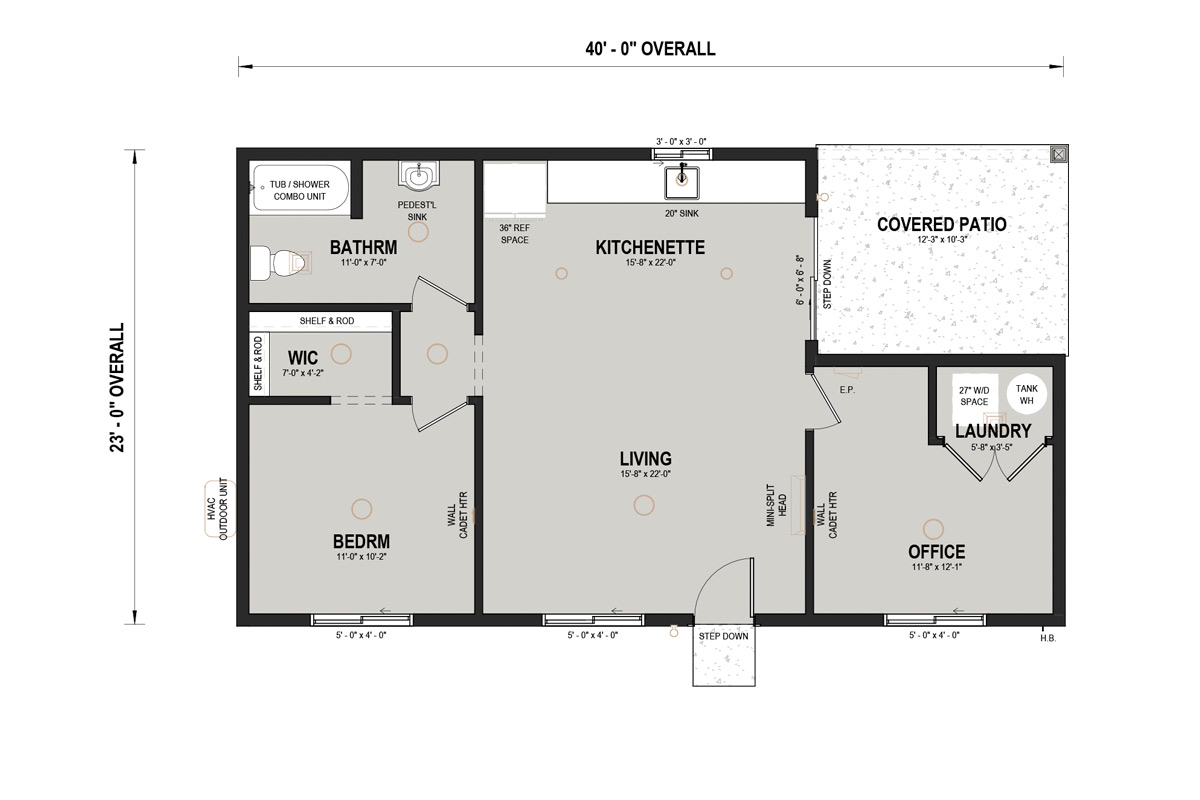 40' - 0" OVERALL
23' - 0" OVERALL
3' - 0" x 3' - 0"
TUB / SHOWER
COMBO UNIT
PEDEST'L
SINK
BATHRM
11'-0" x 7'-0"
36" REF
SPACE
20" SINK
KITCHENETTE
15'-8" x 22'-0"
6' - 0" x 6' - 8"
STEP DOWN
COVERED PATIO
12'-3" x 10'-3"
SHELF & ROD
SHELF & ROD
WIC
7'-0" x 4'-2"
E.P.
27" W/D
SPACE
TANK
WH
LAUNDRY
5'-8" x 3'-5"
LIVING
15'-8" x 22'-0"
HVAC
OUTDOOR UNIT
BEDRM
11'-0" x 10'-2"
WALL
CADET HTR
MINI-SPLIT
HEAD
WALL
CADET HTR
OFFICE
11'-8" x 12'-1"
5' - 0" x 4' - 0"
5' - 0" x 4' - 0"
STEP DOWN
5' - 0" x 4' - 0"
H.B.